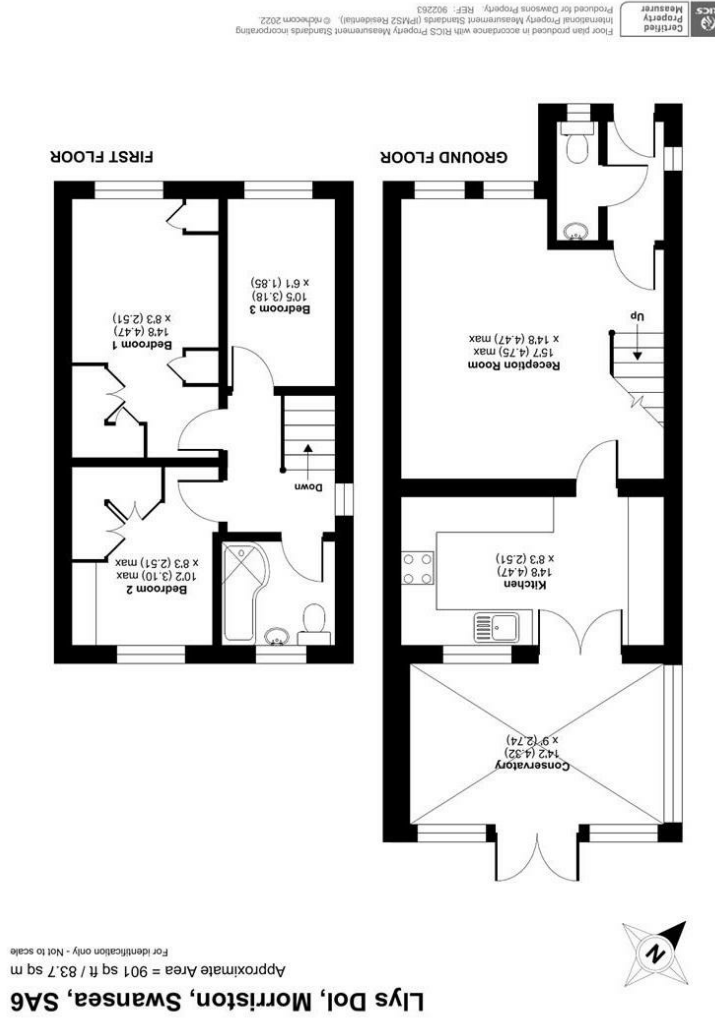 Llys Dol, Morriston, Swansea, SA6
Approximate Area = 901 sq ft / 83.7 sq m
For identification only - Not to scale
N
Conservatory
14'2 (4.32)
x 9' (2.74)
Kitchen
14'8 (4.47)
x 8'3 (2.51)
Reception Room
15'7 (4.75) max
x 14'8 (4.47) max
Up
GROUND FLOOR
Bedroom 2
10'2 (3.10) max
x 8'3 (2.51) max
Down
Bedroom 1
14'8 (4.47)
x 8'3 (2.51)
Bedroom 3
10'5 (3.18)
x 6'1 (1.85)
FIRST FLOOR
Certified
Property
Measurer
Floor plan produced in accordance with RICS Property Measurement Standards incorporating
International Property Measurement Standards (IPMS2 Residential). © nichecom 2022.
Produced for Dawsons Property. REF: 902263